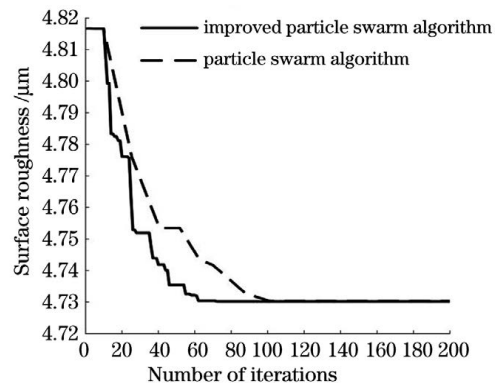 improved particle swarm algorithm
particle swarm algorithm
Surface roughness /μm
4.82
4.81
4.80
4.79
4.78
4.77
4.76
4.75
4.74
4.73
4.72
0 20 40 60 80 100 120 140 160 180 200
Number of iterations